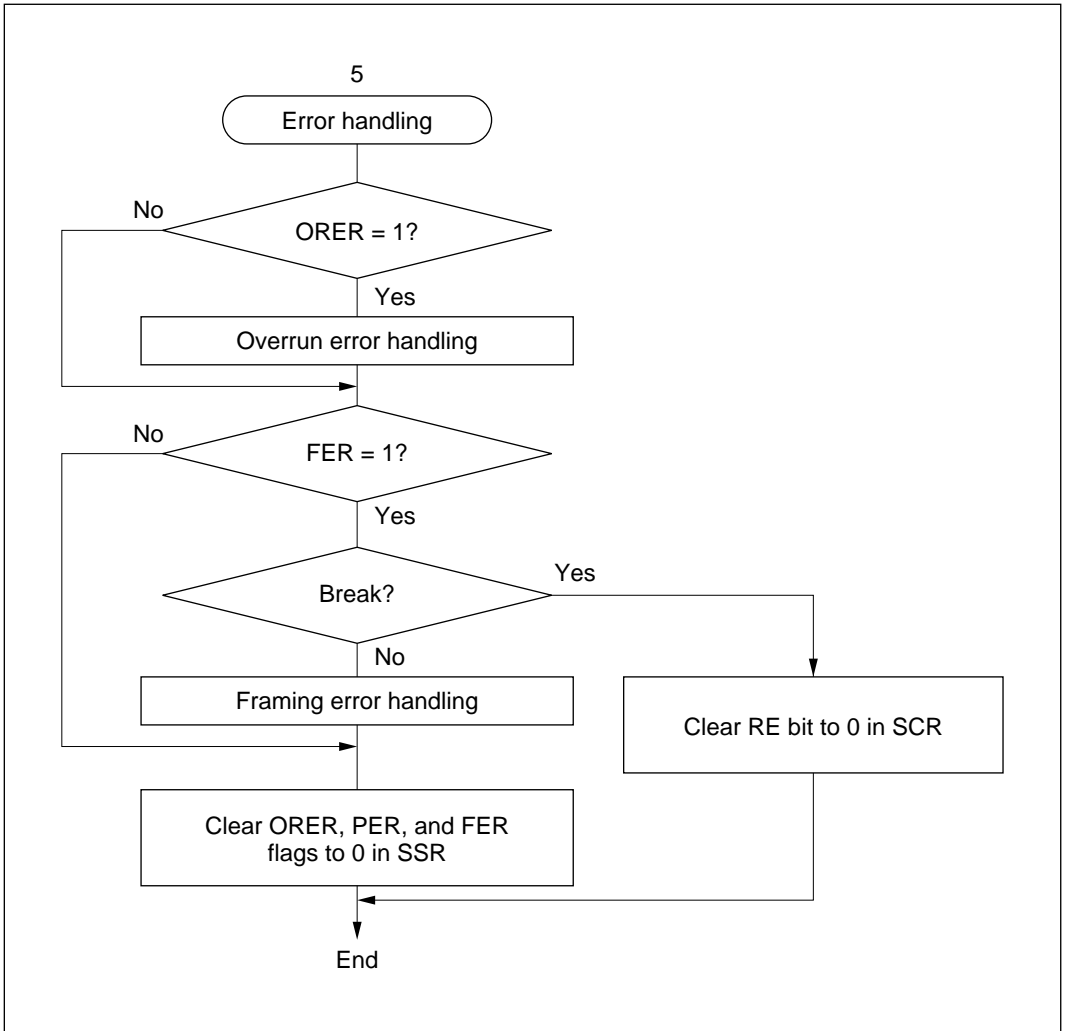 5
Error handling
No
ORER = 1?
Yes
Overrun error handling
No
FER = 1?
Yes
Break?
Yes
No
Framing error handling
Clear RE bit to 0 in SCR
Clear ORER, PER, and FER
flags to 0 in SSR
End